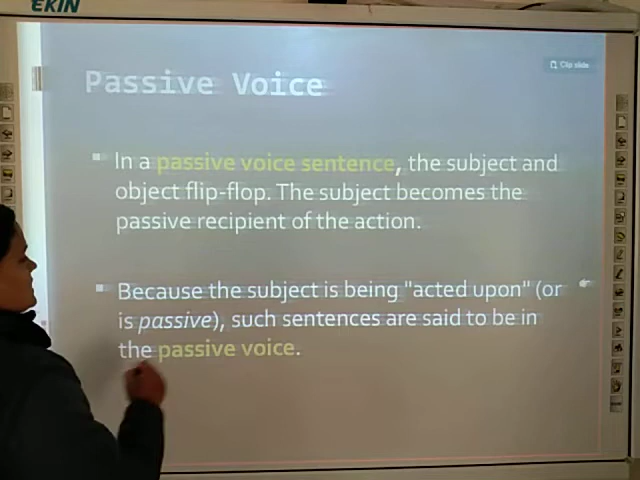 EKIN
Clip slide
Passive Voice
In a passive voice sentence, the subject and
object flip-flop. The subject becomes the
passive recipient of the action.
Because the subject is being "acted upon" (or
is passive), such sentences are said to be in
the passive voice.